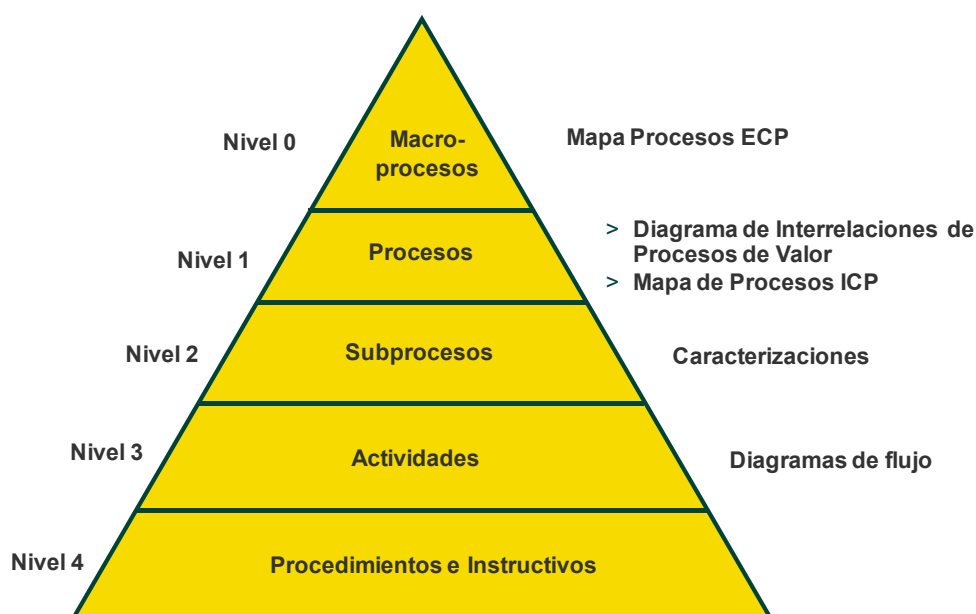 Nivel 0
Macro-
procesos
Mapa Procesos ECP
Nivel 1
Procesos
> Diagrama de Interrelaciones de
Procesos de Valor
> Mapa de Procesos ICP
Nivel 2
Subprocesos
Caracterizaciones
Nivel 3
Actividades
Diagramas de flujo
Nivel 4
Procedimientos e Instructivos